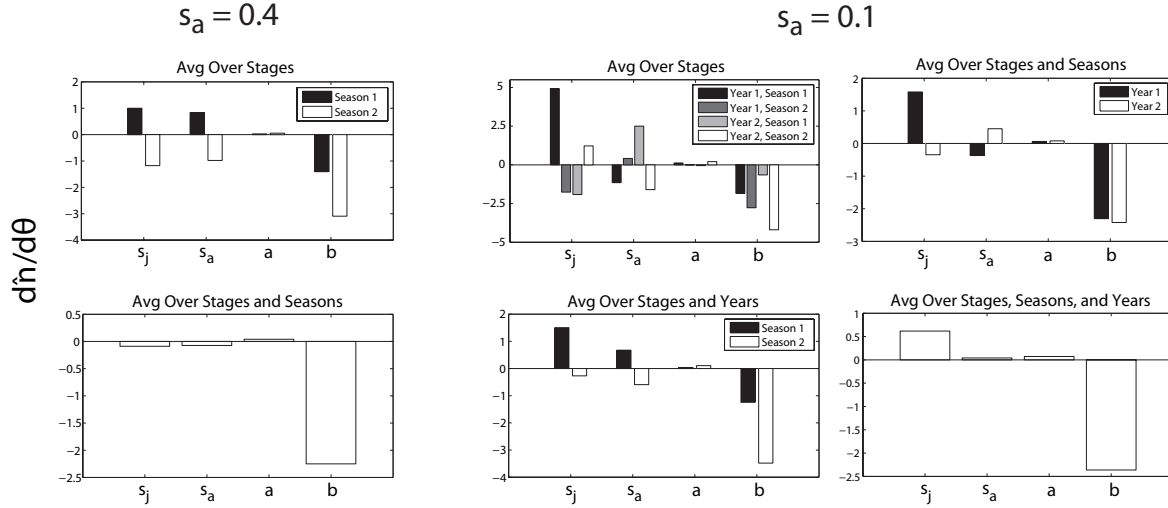 s_a = 0.4
s_a = 0.1
dn̂/dθ
Avg Over Stages
2
1
0
−1
−2
−3
−4
Season 1
Season 2
s_j s_a a b
Avg Over Stages
5
2.5
0
−2.5
−5
Year 1, Season 1
Year 1, Season 2
Year 2, Season 1
Year 2, Season 2
s_j s_a a b
Avg Over Stages and Seasons
2
1
0
−1
−2
−3
Year 1
Year 2
s_j s_a a b
Avg Over Stages and Seasons
0.5
0
−0.5
−1
−1.5
−2
−2.5
s_j s_a a b
Avg Over Stages and Years
2
1
0
−1
−2
−3
−4
Season 1
Season 2
s_j s_a a b
Avg Over Stages, Seasons, and Years
1
0.5
0
−0.5
−1
−1.5
−2
−2.5
s_j s_a a b